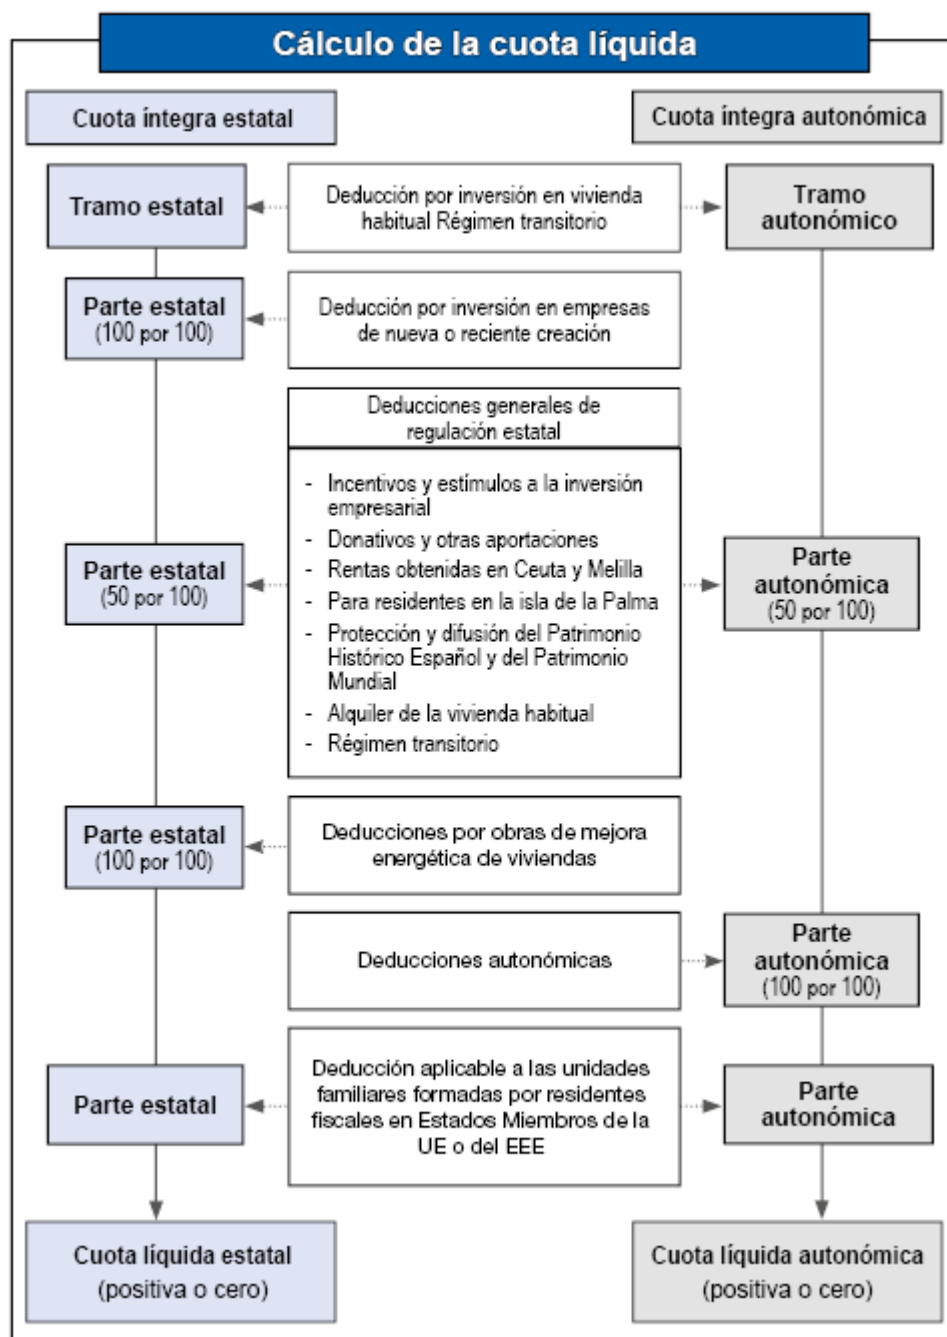 Cálculo de la cuota líquida
Cuota íntegra estatal
Cuota íntegra autonómica
Tramo estatal
Deducción por inversión en vivienda
habitual Régimen transitorio
Tramo
autonómico
Parte estatal
(100 por 100)
Deducción por inversión en empresas
de nueva o reciente creación
Deducciones generales de
regulación estatal
- Incentivos y estímulos a la inversión
empresarial
- Donativos y otras aportaciones
- Rentas obtenidas en Ceuta y Melilla
- Para residentes en la isla de la Palma
- Protección y difusión del Patrimonio
Histórico Español y del Patrimonio
Mundial
- Alquiler de la vivienda habitual
- Régimen transitorio
Parte estatal
(50 por 100)
Parte
autonómica
(50 por 100)
Parte estatal
(100 por 100)
Deducciones por obras de mejora
energética de viviendas
Deducciones autonómicas
Parte
autonómica
(100 por 100)
Parte estatal
Deducción aplicable a las unidades
familiares formadas por residentes
fiscales en Estados Miembros de la
UE o del EEE
Parte
autonómica
Cuota líquida estatal
(positiva o cero)
Cuota líquida autonómica
(positiva o cero)